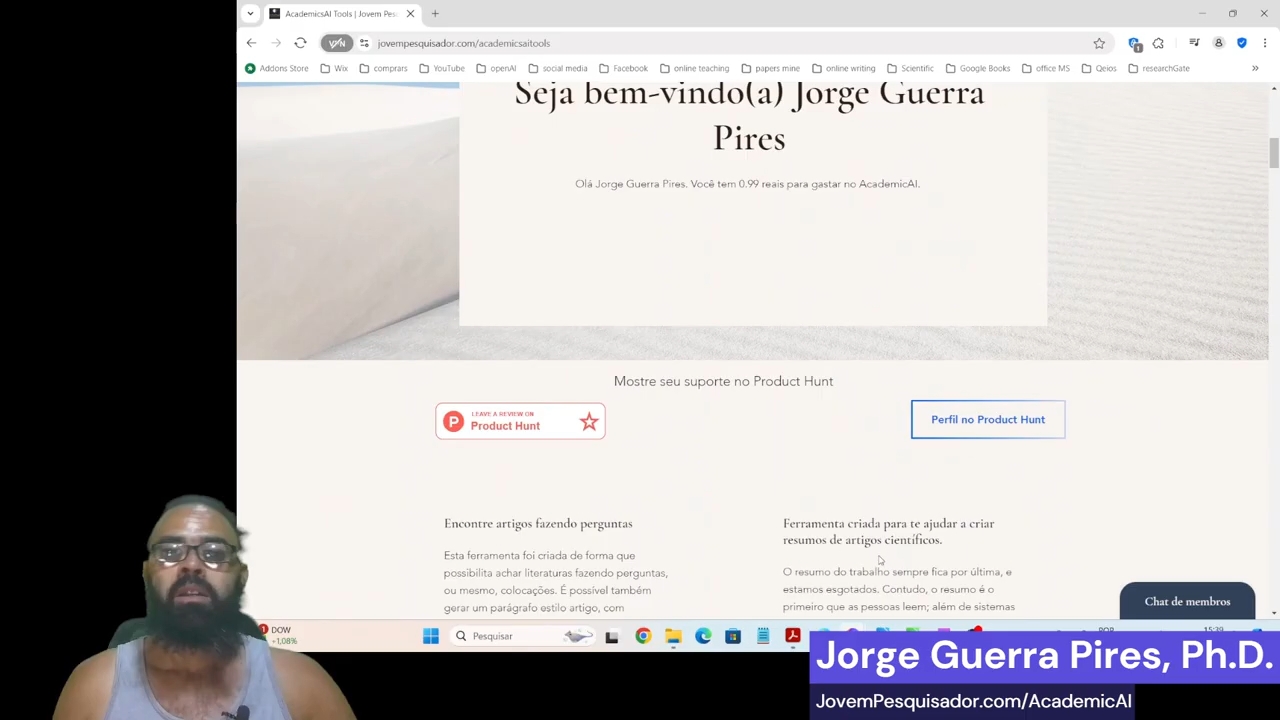 AcademicsAI Tools | Jovem Pesq
jovempesquisador.com/academicsaitools
Addons Store
Wix
comprars
YouTube
openAI
social media
Facebook
online teaching
papers mine
online writing
Scientific
Google Books
office MS
Qeios
researchGate
Seja bem-vindo(a) Jorge Guerra
Pires
Olá Jorge Guerra Pires. Você tem 0.99 reais para gastar no AcademicAI.
Mostre seu suporte no Product Hunt
LEAVE A REVIEW ON
Product Hunt
Perfil no Product Hunt
Encontre artigos fazendo perguntas
Esta ferramenta foi criada de forma que
possibilita achar literaturas fazendo perguntas,
ou mesmo, colocações. É possível também
gerar um parágrafo estilo artigo, com
Ferramenta criada para te ajudar a criar
resumos de artigos científicos.
O resumo do trabalho sempre fica por última, e
estamos esgotados. Contudo, o resumo é o
primeiro que as pessoas leem; além de sistemas
Chat de membros
DOW
+1,08%
Pesquisar
POR
15:39
Jorge Guerra Pires, Ph.D.
JovemPesquisador.com/AcademicAI